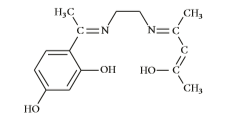 H₃C CH₃
C=N N=C
C
OH HO C
HO CH₃